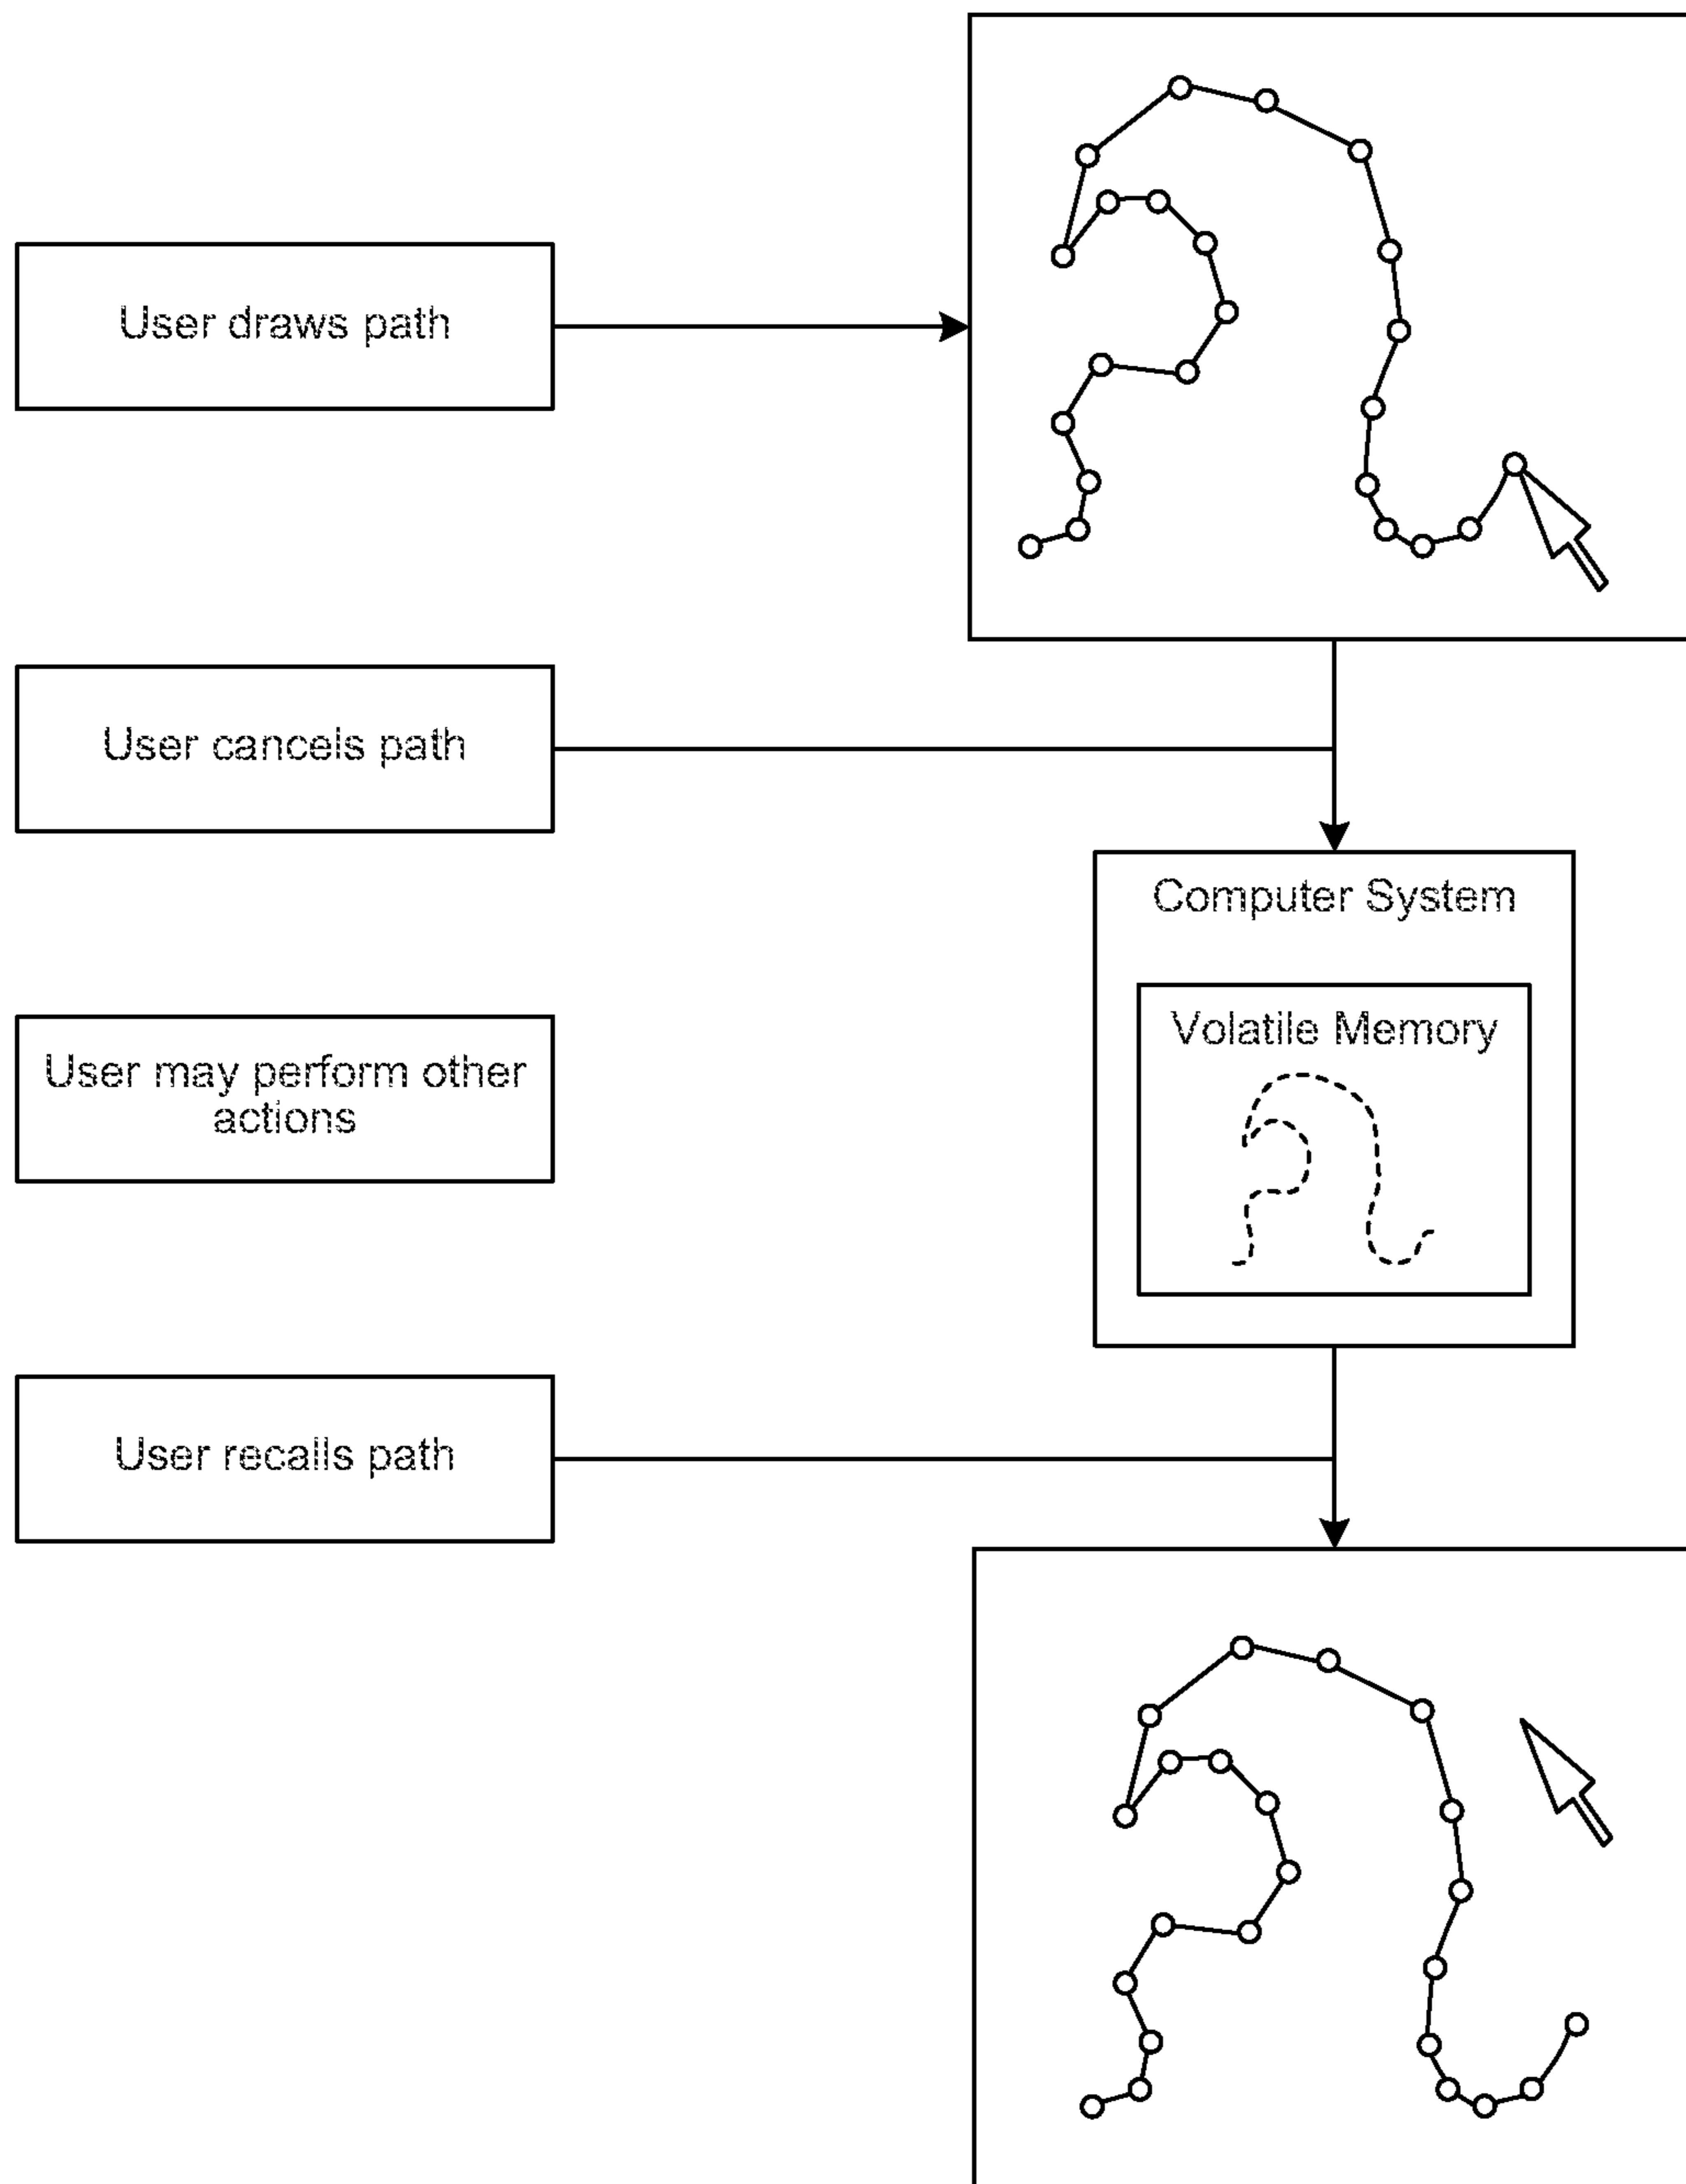 User draws path
User cancels path
Computer System
Volatile Memory
User may perform other
actions
User recalls path